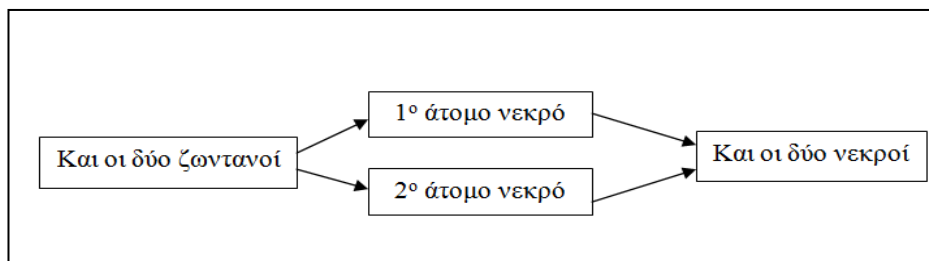 Και οι δύο ζωντανοί
1ο άτομο νεκρό
2ο άτομο νεκρό
Και οι δύο νεκροί